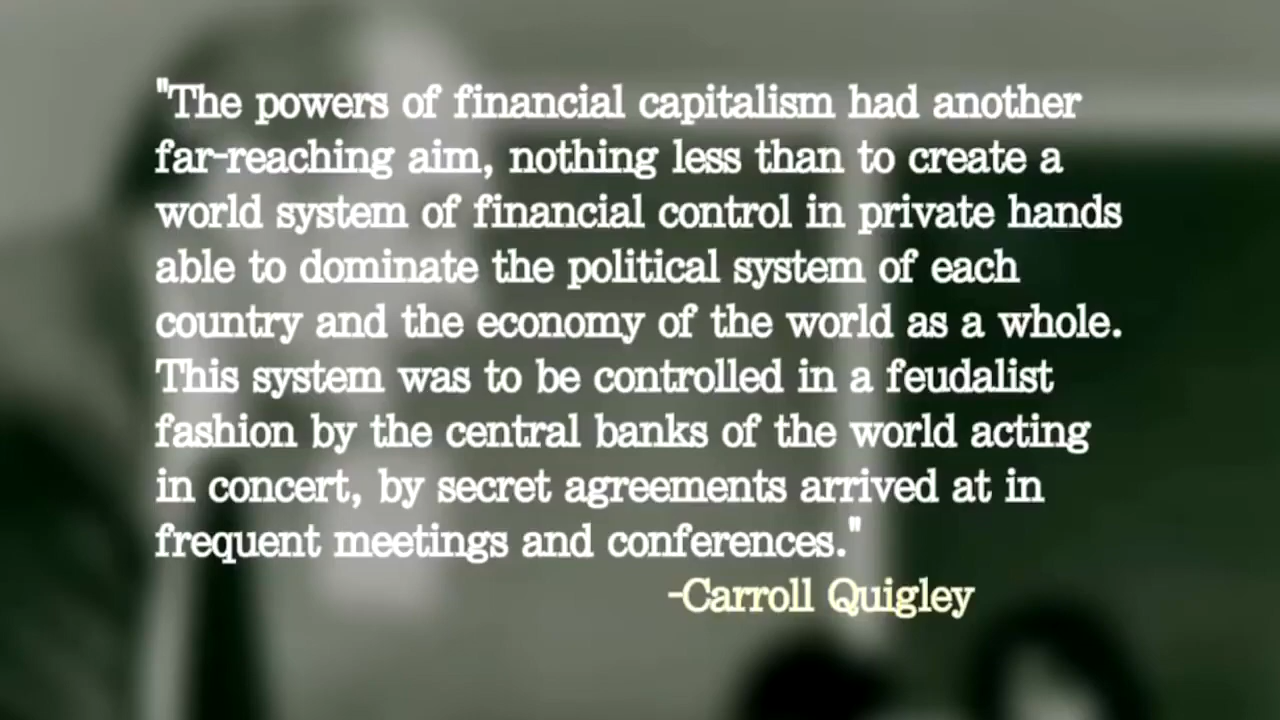 "The powers of financial capitalism had another
far-reaching aim, nothing less than to create a
world system of financial control in private hands
able to dominate the political system of each
country and the economy of the world as a whole.
This system was to be controlled in a feudalist
fashion by the central banks of the world acting
in concert, by secret agreements arrived at in
frequent meetings and conferences."
-Carroll Quigley